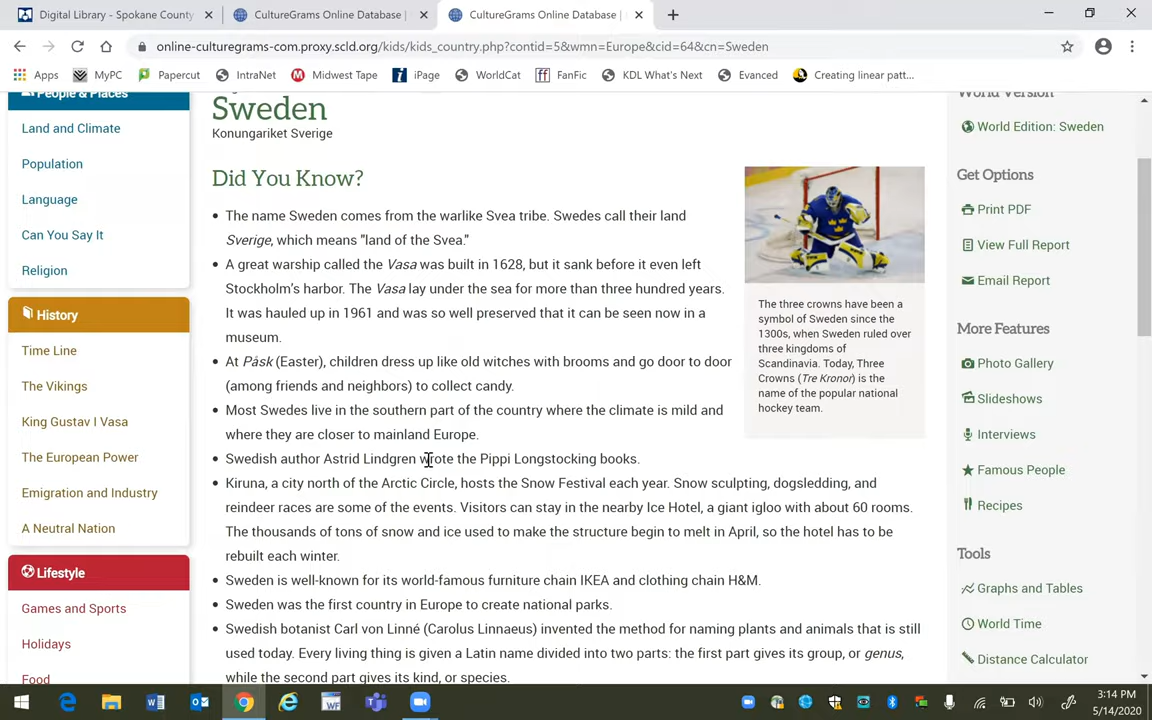 Digital Library - Spokane County
CultureGrams Online Database |
CultureGrams Online Database |
online-culturegrams-com.proxy.scld.org/kids/kids_country.php?contid=5&wmn=Europe&cid=64&cn=Sweden
Apps MyPC Papercut IntraNet Midwest Tape iPage WorldCat FanFic KDL What's Next Evanced Creating linear patt...
People & Places
Land and Climate
Population
Language
Can You Say It
Religion
History
Time Line
The Vikings
King Gustav I Vasa
The European Power
Emigration and Industry
A Neutral Nation
Lifestyle
Games and Sports
Holidays
Food
Sweden
Konungariket Sverige
Did You Know?
• The name Sweden comes from the warlike Svea tribe. Swedes call their land
Sverige, which means "land of the Svea."
• A great warship called the Vasa was built in 1628, but it sank before it even left
Stockholm's harbor. The Vasa lay under the sea for more than three hundred years.
It was hauled up in 1961 and was so well preserved that it can be seen now in a
museum.
• At Påsk (Easter), children dress up like old witches with brooms and go door to door
(among friends and neighbors) to collect candy.
• Most Swedes live in the southern part of the country where the climate is mild and
where they are closer to mainland Europe.
• Swedish author Astrid Lindgren wrote the Pippi Longstocking books.
• Kiruna, a city north of the Arctic Circle, hosts the Snow Festival each year. Snow sculpting, dogsledding, and
reindeer races are some of the events. Visitors can stay in the nearby Ice Hotel, a giant igloo with about 60 rooms.
The thousands of tons of snow and ice used to make the structure begin to melt in April, so the hotel has to be
rebuilt each winter.
• Sweden is well-known for its world-famous furniture chain IKEA and clothing chain H&M.
• Sweden was the first country in Europe to create national parks.
• Swedish botanist Carl von Linné (Carolus Linnaeus) invented the method for naming plants and animals that is still
used today. Every living thing is given a Latin name divided into two parts: the first part gives its group, or genus,
while the second part gives its kind, or species.
The three crowns have been a
symbol of Sweden since the
1300s, when Sweden ruled over
three kingdoms of
Scandinavia. Today, Three
Crowns (Tre Kronor) is the
name of the popular national
hockey team.
World Version
World Edition: Sweden
Get Options
Print PDF
View Full Report
Email Report
More Features
Photo Gallery
Slideshows
Interviews
Famous People
Recipes
Tools
Graphs and Tables
World Time
Distance Calculator
3:14 PM
5/14/2020